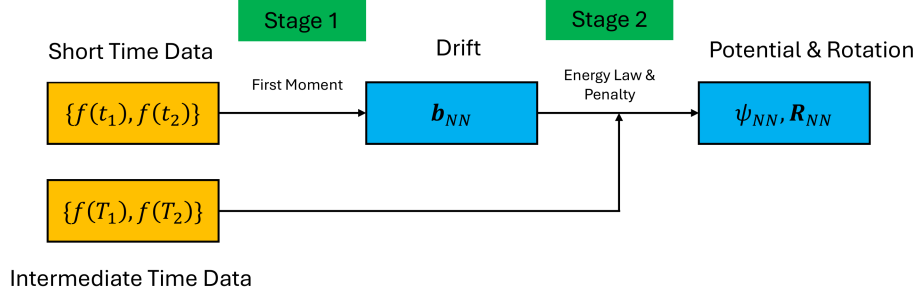 Stage 1
Stage 2
Short Time Data
Drift
Potential & Rotation
{f(t₁), f(t₂)}
First Moment
b_NN
Energy Law &
Penalty
ψ_NN, R_NN
{f(T₁), f(T₂)}
Intermediate Time Data